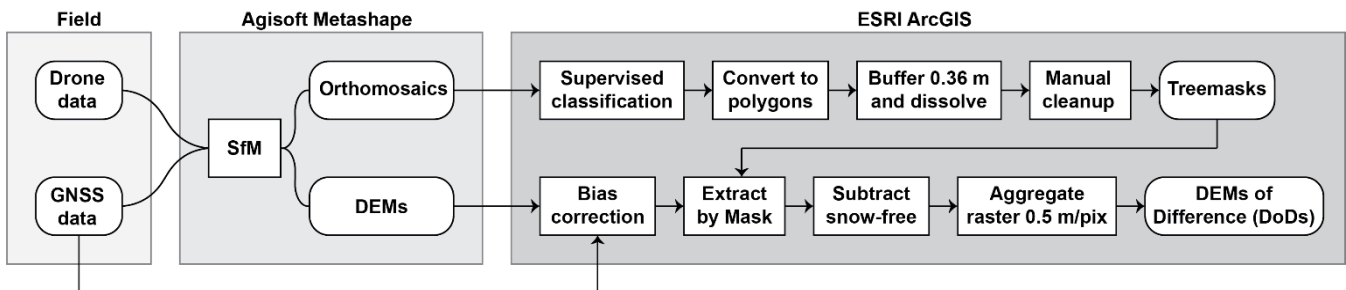 Field
Agisoft Metashape
ESRI ArcGIS
Drone
data
Orthomosaics
Supervised
classification
Convert to
polygons
Buffer 0.36 m
and dissolve
Manual
cleanup
Treemasks
SfM
GNSS
data
DEMs
Bias
correction
Extract
by Mask
Subtract
snow-free
Aggregate
raster 0.5 m/pix
DEMs of
Difference (DoDs)